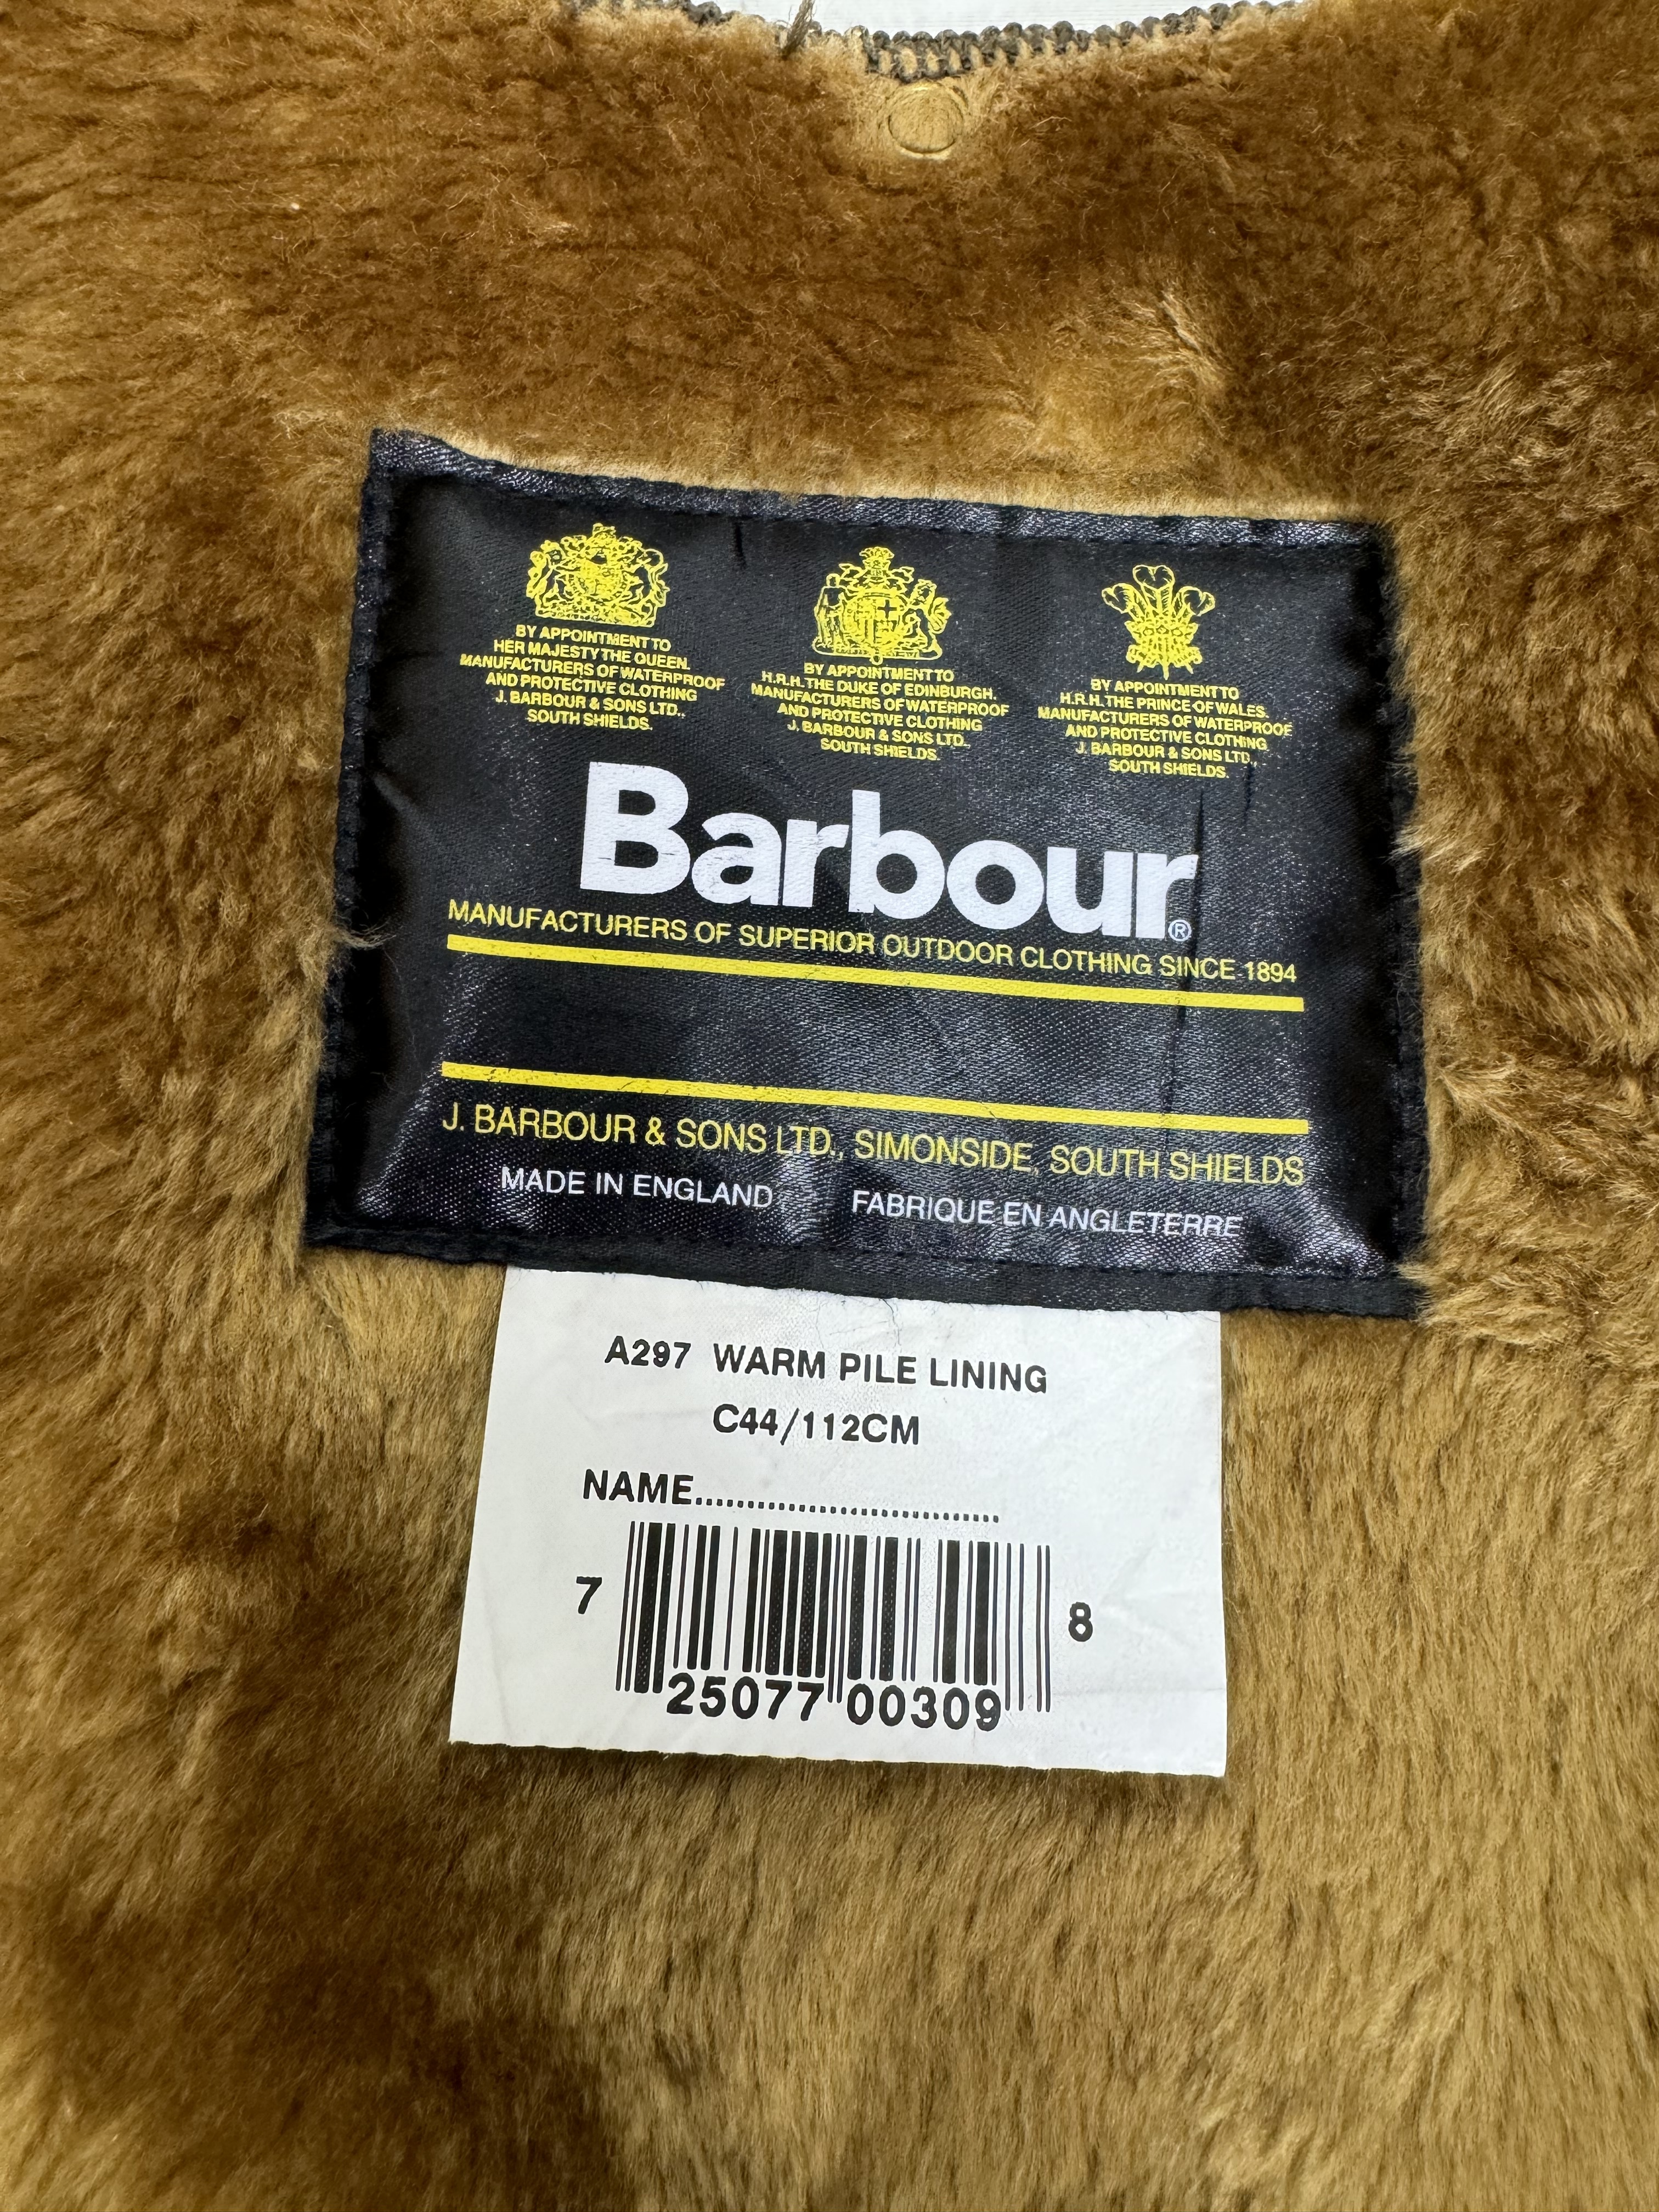 BY APPOINTMENT TO
HER MAJESTY THE QUEEN.
MANUFACTURERS OF WATERPROOF
AND PROTECTIVE CLOTHING
J. BARBOUR & SONS LTD.,
SOUTH SHIELDS.
BY APPOINTMENT TO
H.R.H. THE DUKE OF EDINBURGH.
MANUFACTURERS OF WATERPROOF
AND PROTECTIVE CLOTHING
J. BARBOUR & SONS LTD.
SOUTH SHIELDS.
BY APPOINTMENT TO
H.R.H. THE PRINCE OF WALES.
MANUFACTURERS OF WATERPROOF
AND PROTECTIVE CLOTHING
J. BARBOUR & SONS LTD.,
SOUTH SHIELDS.
Barbour®
MANUFACTURERS OF SUPERIOR OUTDOOR CLOTHING SINCE 1894
J. BARBOUR & SONS LTD., SIMONSIDE, SOUTH SHIELDS
MADE IN ENGLAND FABRIQUE EN ANGLETERRE
A297 WARM PILE LINING
C44/112CM
NAME.............................
7 25077 00309 8